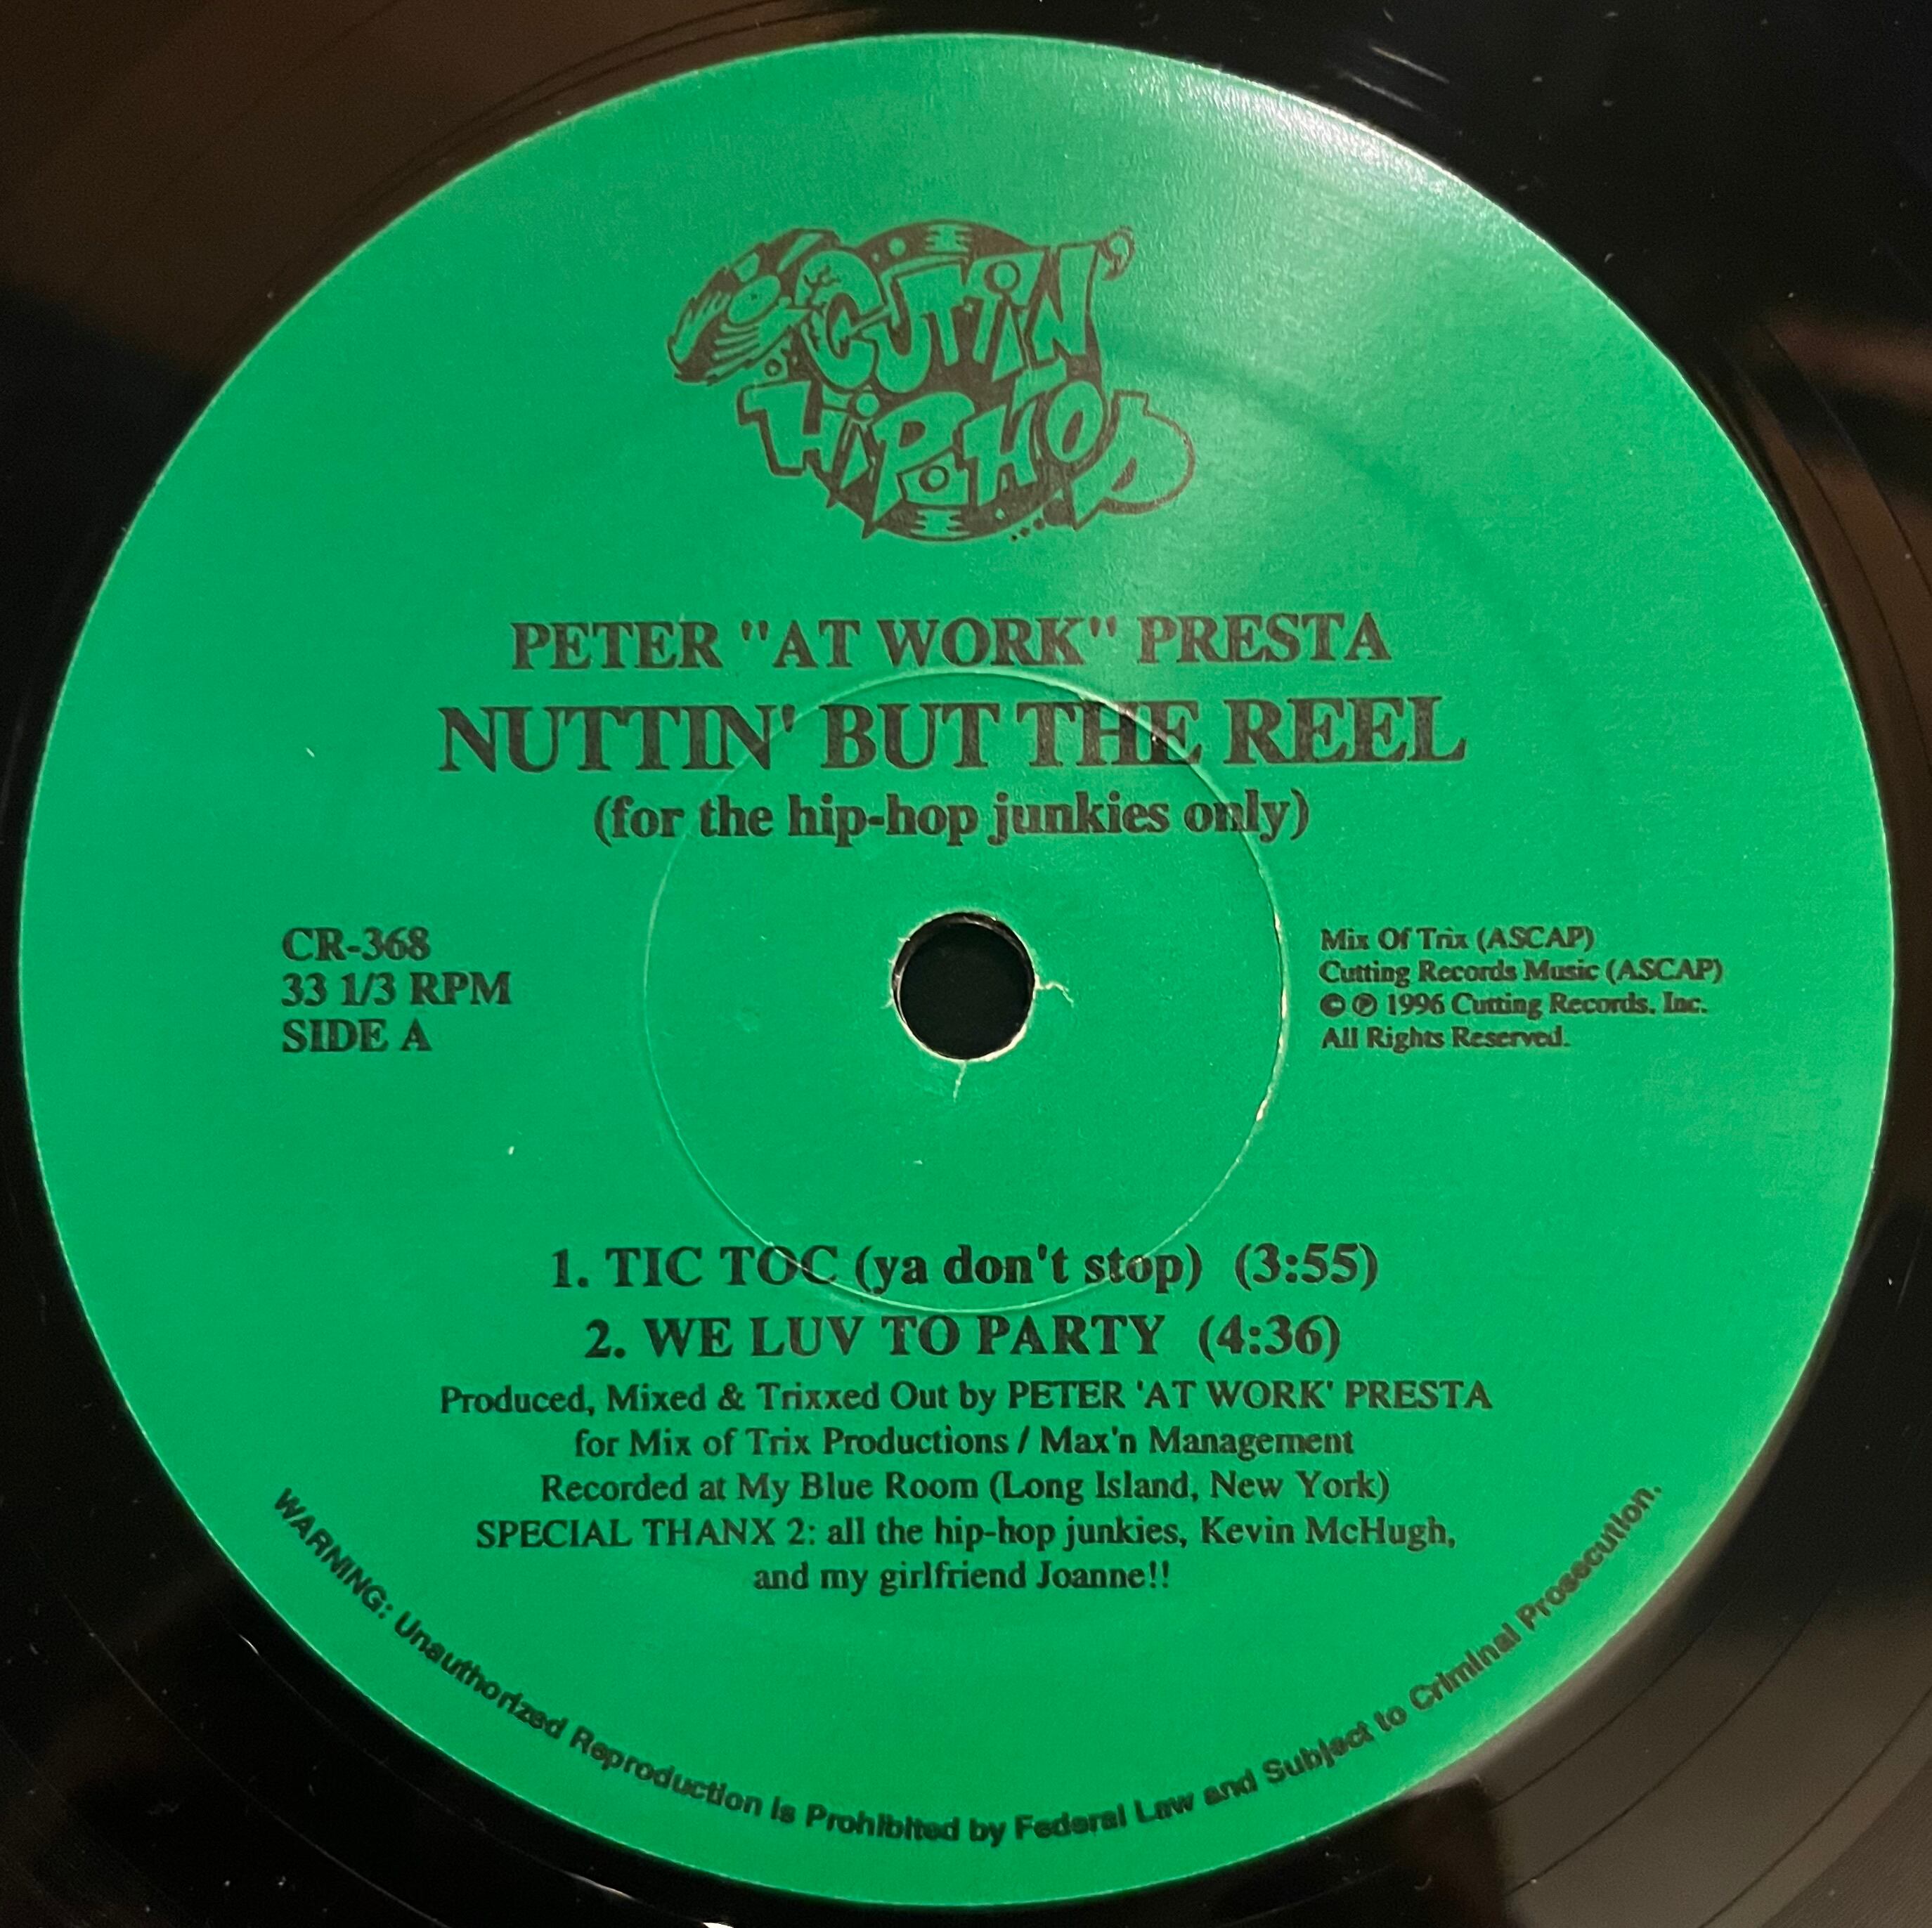 CUTTIN'
HIP HOP
PETER "AT WORK" PRESTA
NUTTIN' BUT THE REEL
(for the hip-hop junkies only)
CR-368
33 1/3 RPM
SIDE A
Mix Of Trix (ASCAP)
Cutting Records Music (ASCAP)
© ℗ 1996 Cutting Records, Inc.
All Rights Reserved.
1. TIC TOC (ya don't stop) (3:55)
2. WE LUV TO PARTY (4:36)
Produced, Mixed & Trixxed Out by PETER 'AT WORK' PRESTA
for Mix of Trix Productions / Max'n Management
Recorded at My Blue Room (Long Island, New York)
SPECIAL THANX 2: all the hip-hop junkies, Kevin McHugh,
and my girlfriend Joanne!!
WARNING: Unauthorized Reproduction is Prohibited by Federal Law and Subject to Criminal Prosecution.